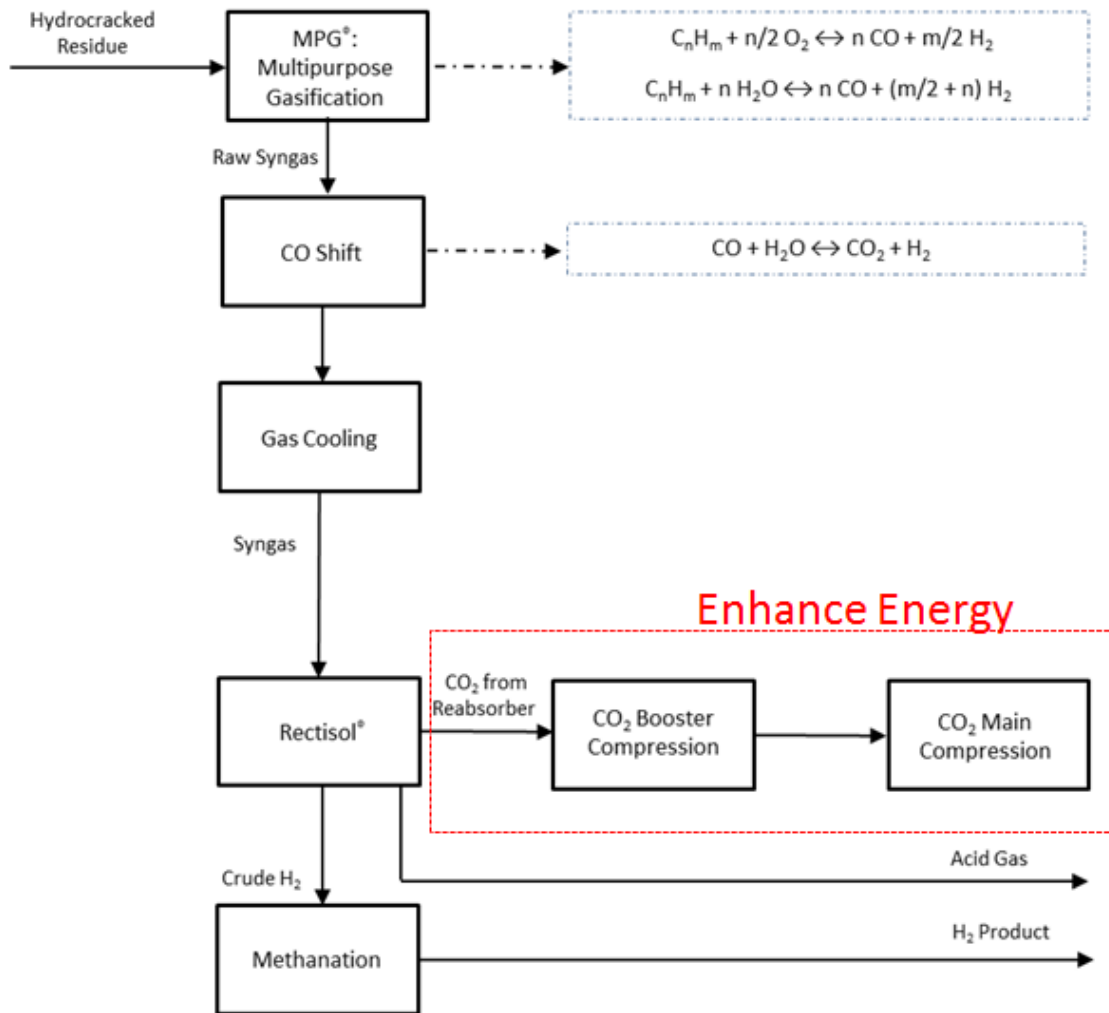 Hydrocracked
Residue
MPG®:
Multipurpose
Gasification
CₙHₘ + n/2 O₂ ↔ n CO + m/2 H₂
CₙHₘ + n H₂O ↔ n CO + (m/2 + n) H₂
Raw Syngas
CO Shift
CO + H₂O ↔ CO₂ + H₂
Gas Cooling
Syngas
Enhance Energy
Rectisol®
CO₂ from
Reabsorber
CO₂ Booster
Compression
CO₂ Main
Compression
Acid Gas
Crude H₂
Methanation
H₂ Product